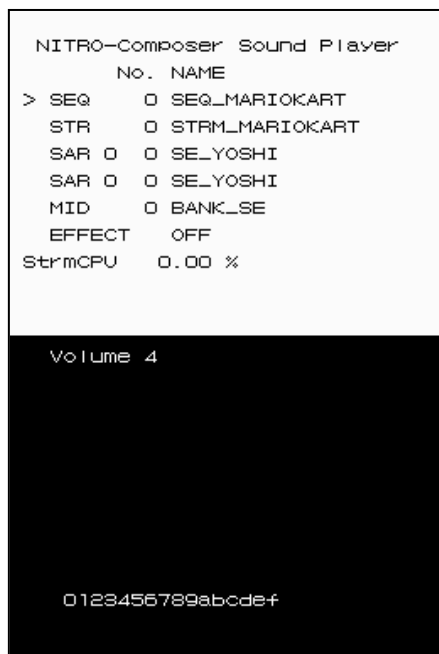 NITRO-Composer Sound Player
No. NAME
> SEQ 0 SEQ_MARIOKART
STR 0 STRM_MARIOKART
SAR 0 0 SE_YOSHI
SAR 0 0 SE_YOSHI
MID 0 BANK_SE
EFFECT OFF
StrmCPU 0.00 %
Volume 4
0123456789abcdef